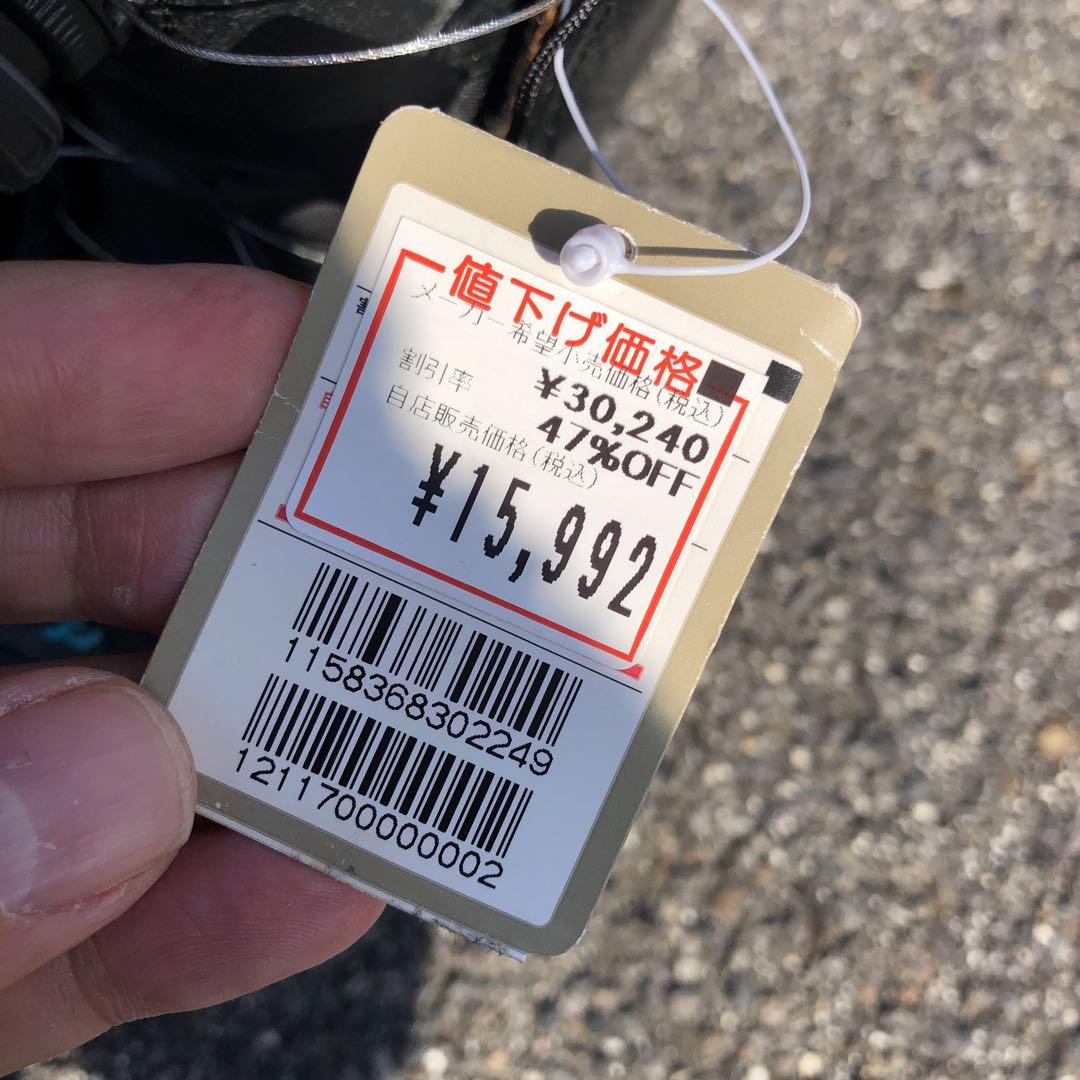 値下げ価格
メーカー希望小売価格(税込)
¥30,240
割引率 47%OFF
自店販売価格(税込)
¥15,992
1158368302249
1211700000002